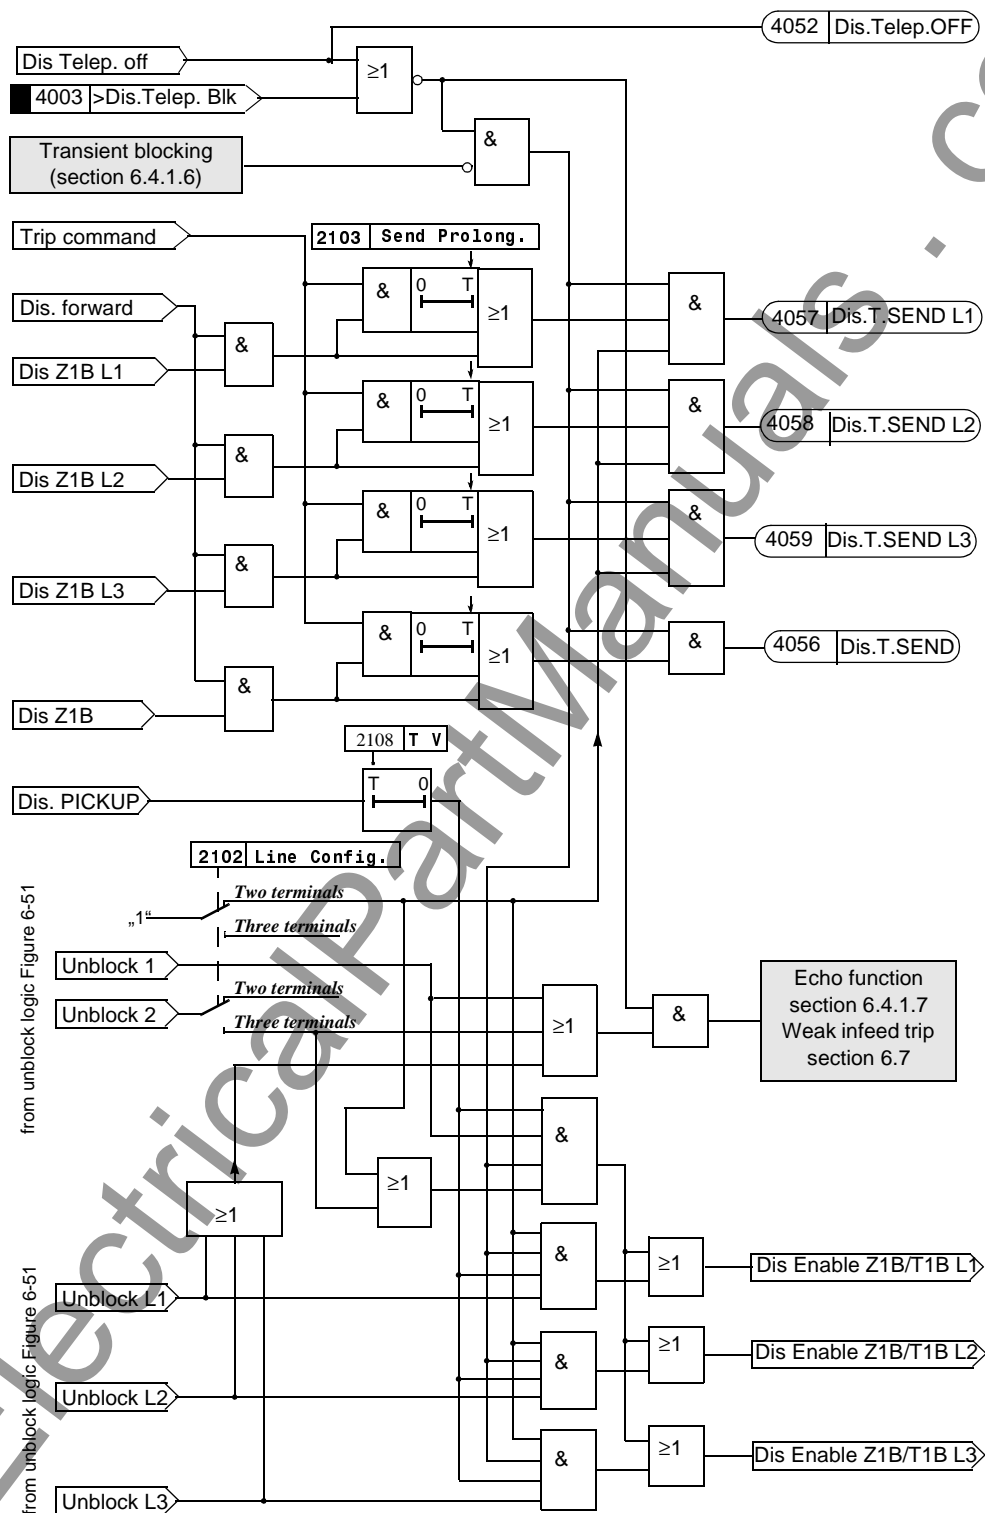 4052 Dis.Telep.OFF
Dis Telep. off
≥1
4003 >Dis.Telep. Blk
&
Transient blocking
(section 6.4.1.6)
Trip command
2103 Send Prolong.
& 0 T
≥1
&
4057 Dis.T.SEND L1
Dis. forward
&
Dis Z1B L1
& 0 T
≥1
&
4058 Dis.T.SEND L2
&
Dis Z1B L2
& 0 T
≥1
&
4059 Dis.T.SEND L3
&
Dis Z1B L3
& 0 T
≥1
&
4056 Dis.T.SEND
&
Dis Z1B
2108 T V
T 0
Dis. PICKUP
2102 Line Config.
Two terminals
„1“
Three terminals
from unblock logic Figure 6-51
Unblock 1
Two terminals
Unblock 2
Three terminals
≥1
&
Echo function
section 6.4.1.7
Weak infeed trip
section 6.7
&
≥1
≥1
&
≥1
Dis Enable Z1B/T1B L1
from unblock logic Figure 6-51
Unblock L1
&
≥1
Dis Enable Z1B/T1B L2
Unblock L2
&
≥1
Dis Enable Z1B/T1B L3
Unblock L3
ElectricalPartManuals . c